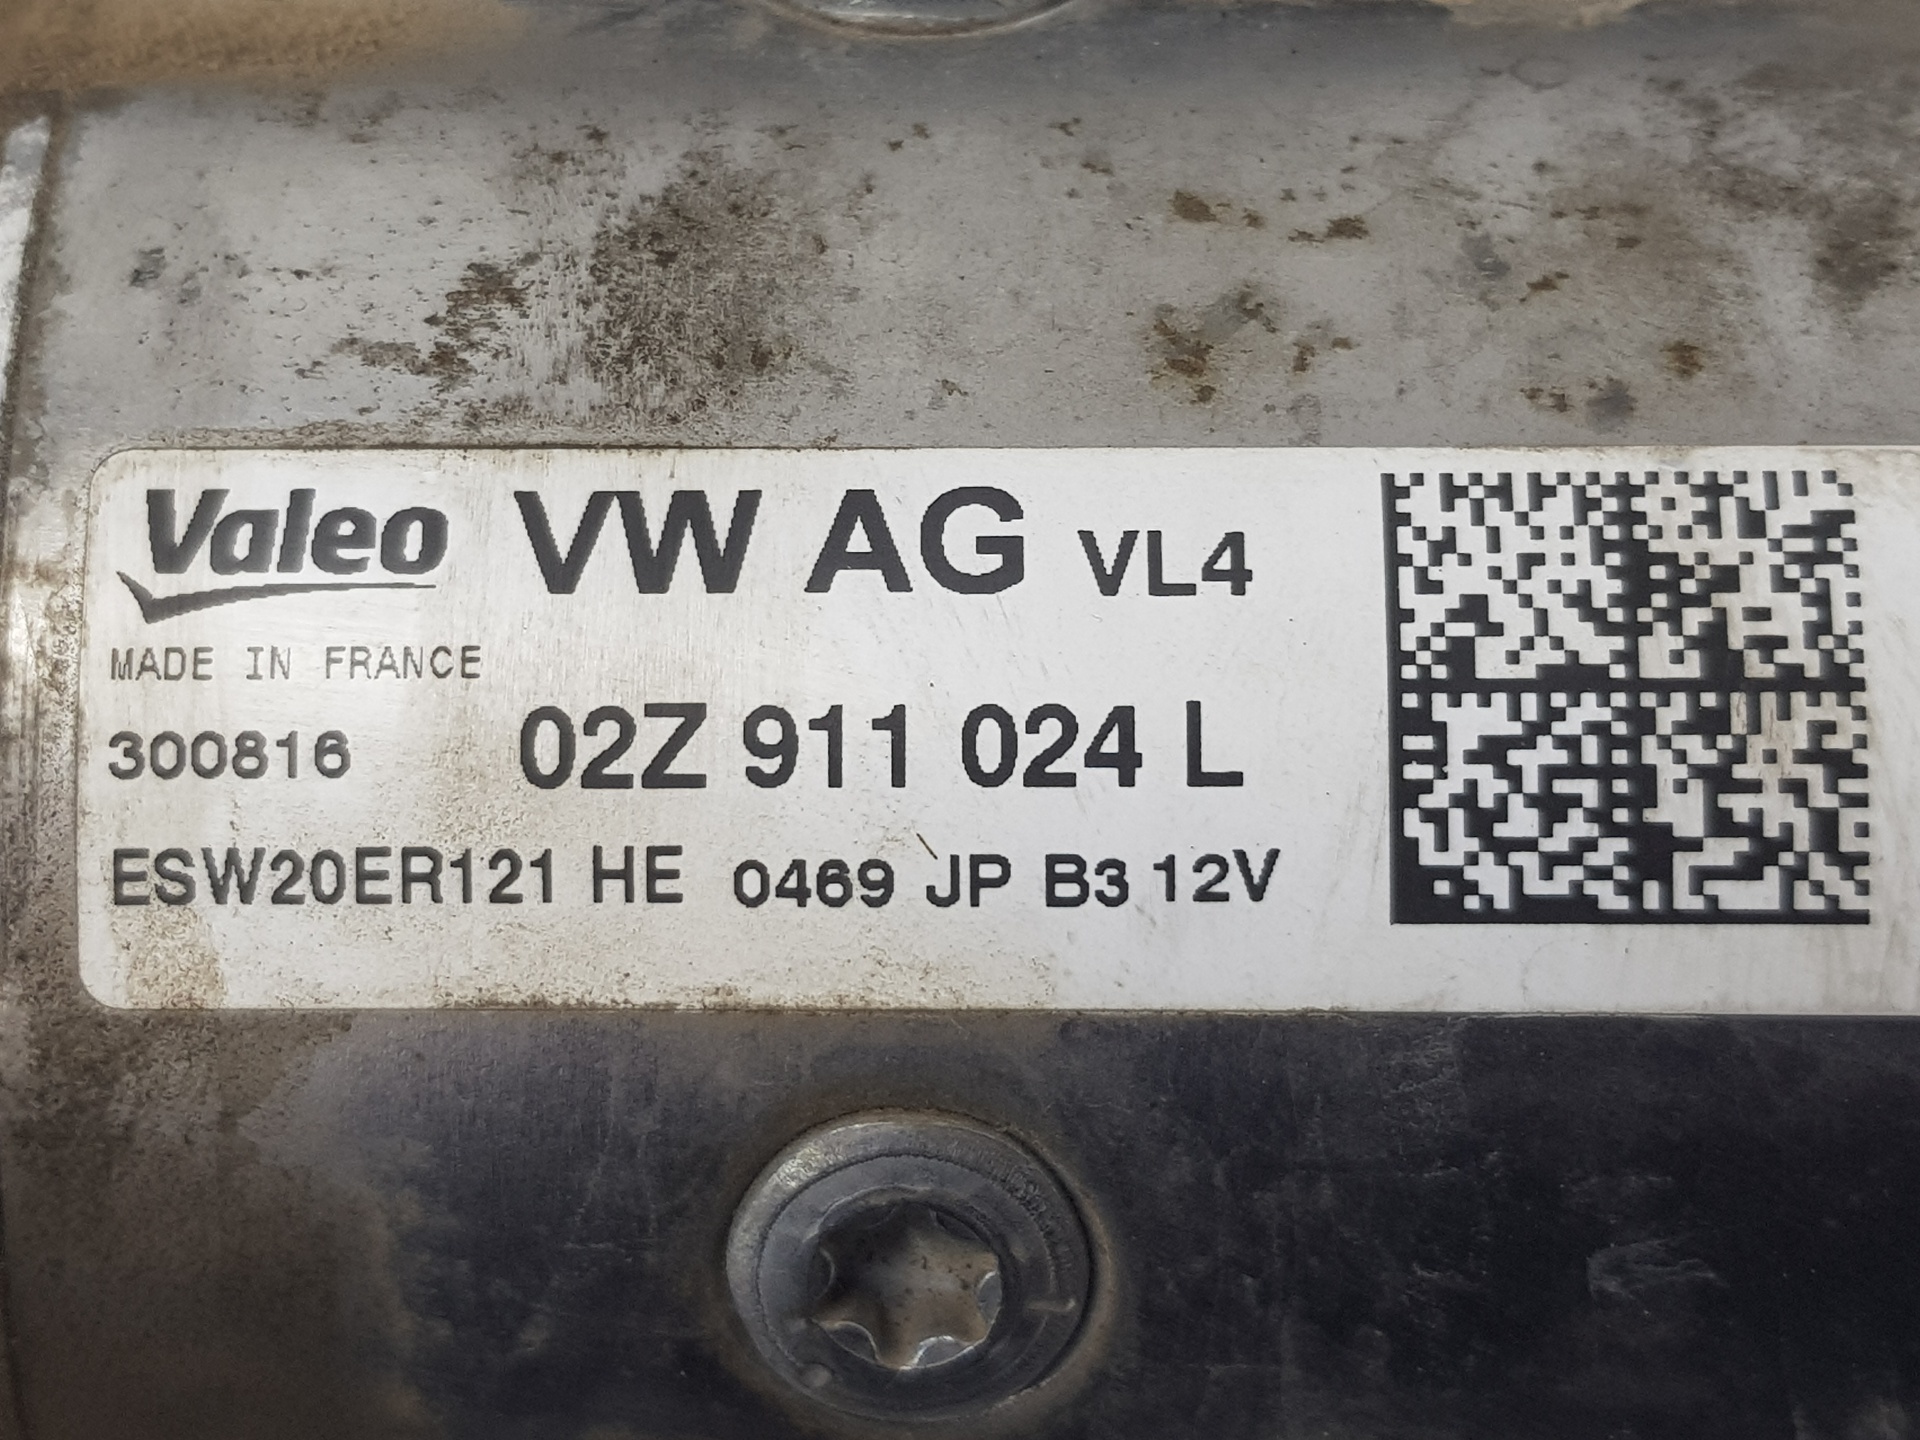 Valeo VW AG VL4
MADE IN FRANCE
300816 02Z 911 024 L
ESW20ER121 HE 0469 JP B3 12V